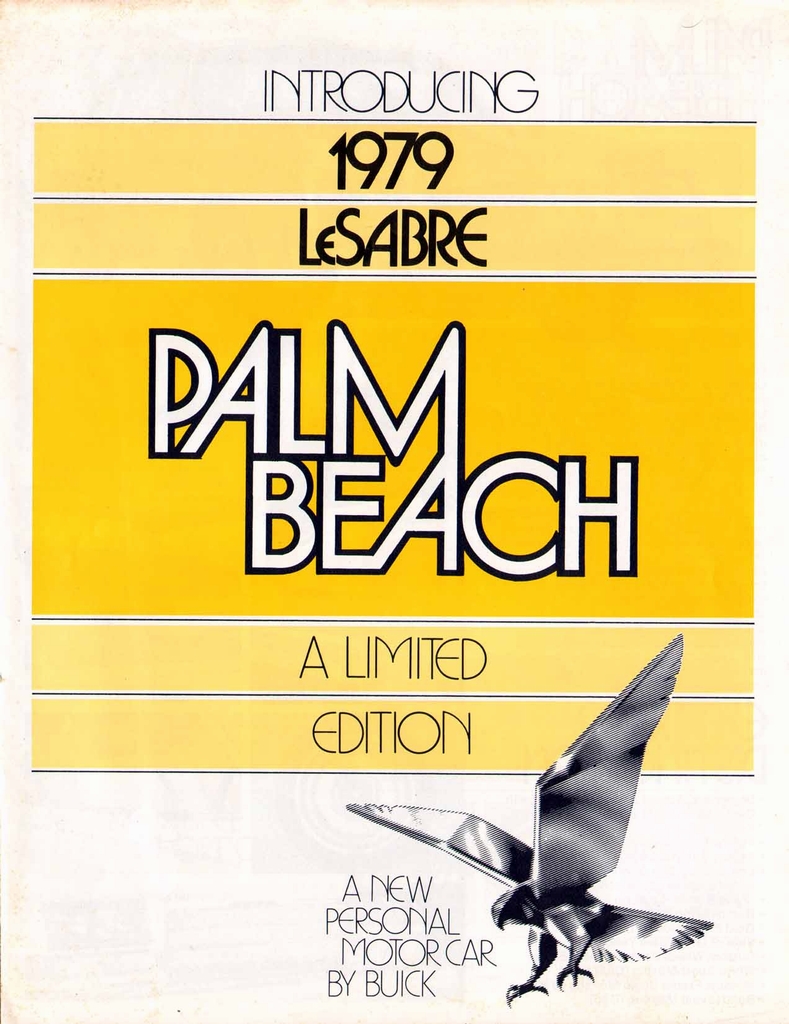 INTRODUCING
1979
LESABRE
PALM
BEACH
A LIMITED
EDITION
A NEW
PERSONAL
MOTOR CAR
BY BUICK